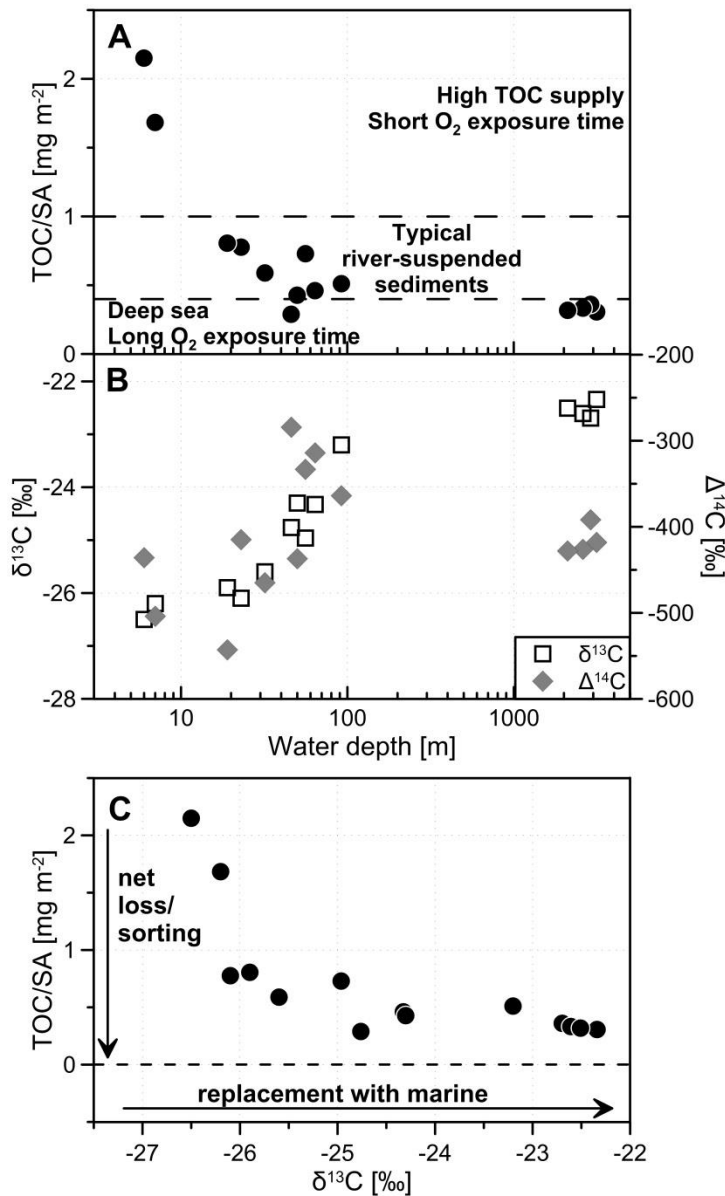 A
TOC/SA [mg m-2]
2
1
0
High TOC supply
Short O2 exposure time
Typical
river-suspended
sediments
Deep sea
Long O2 exposure time
B
δ13C [‰]
-22
-24
-26
-28
-200
-300
-400
-500
-600
Δ14C [‰]
δ13C
Δ14C
10 100 1000
Water depth [m]
C
TOC/SA [mg m-2]
2
1
0
net
loss/
sorting
replacement with marine
-27 -26 -25 -24 -23 -22
δ13C [‰]